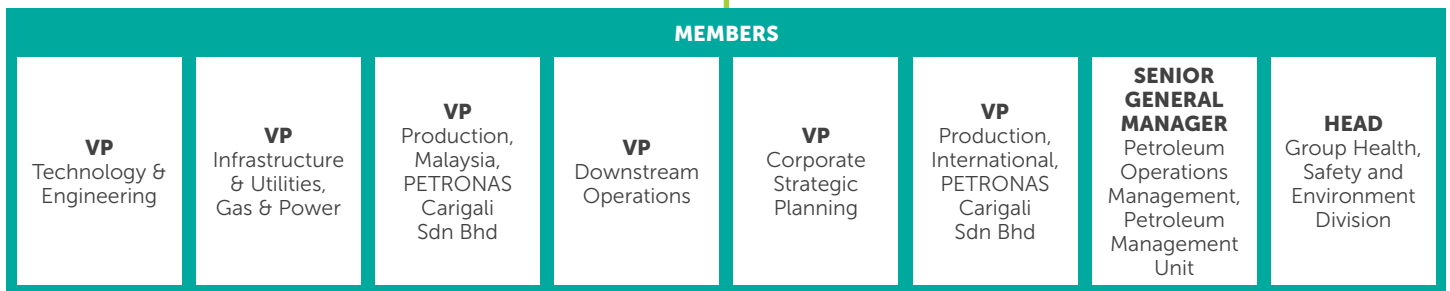 MEMBERS
VP
Technology &
Engineering
VP
Infrastructure
& Utilities,
Gas & Power
VP
Production,
Malaysia,
PETRONAS
Carigali
Sdn Bhd
VP
Downstream
Operations
VP
Corporate
Strategic
Planning
VP
Production,
International,
PETRONAS
Carigali
Sdn Bhd
SENIOR
GENERAL
MANAGER
Petroleum
Operations
Management,
Petroleum
Management
Unit
HEAD
Group Health,
Safety and
Environment
Division